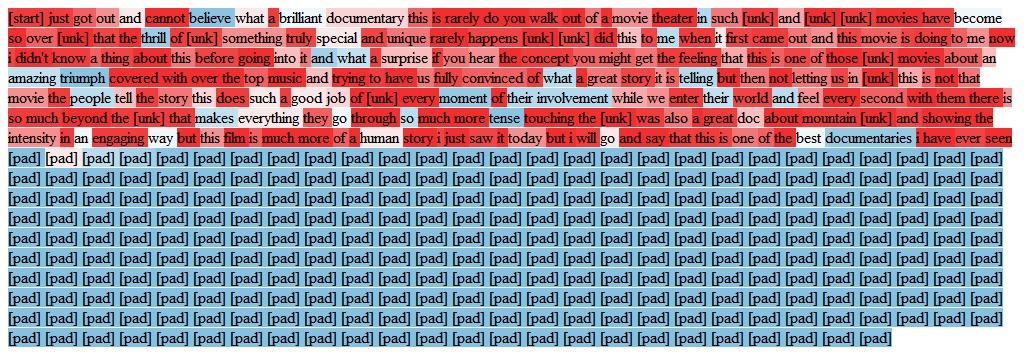 [start] just got out and cannot believe what a brilliant documentary this is rarely do you walk out of a movie theater in such [unk] and [unk] [unk] movies have become
so over [unk] that the thrill of [unk] something truly special and unique rarely happens [unk] [unk] did this to me when it first came out and this movie is doing to me now
i didn't know a thing about this before going into it and what a surprise if you hear the concept you might get the feeling that this is one of those [unk] movies about an
amazing triumph covered with over the top music and trying to have us fully convinced of what a great story it is telling but then not letting us in [unk] this is not that
movie the people tell the story this does such a good job of [unk] every moment of their involvement while we enter their world and feel every second with them there is
so much beyond the [unk] that makes everything they go through so much more tense touching the [unk] was also a great doc about mountain [unk] and showing the
intensity in an engaging way but this film is much more of a human story i just saw it today but i will go and say that this is one of the best documentaries i have ever seen
[pad] [pad] [pad] [pad] [pad] [pad] [pad] [pad] [pad] [pad] [pad] [pad] [pad] [pad] [pad] [pad] [pad] [pad] [pad] [pad] [pad] [pad] [pad] [pad] [pad] [pad] [pad]
[pad] [pad] [pad] [pad] [pad] [pad] [pad] [pad] [pad] [pad] [pad] [pad] [pad] [pad] [pad] [pad] [pad] [pad] [pad] [pad] [pad] [pad] [pad] [pad] [pad] [pad] [pad]
[pad] [pad] [pad] [pad] [pad] [pad] [pad] [pad] [pad] [pad] [pad] [pad] [pad] [pad] [pad] [pad] [pad] [pad] [pad] [pad] [pad] [pad] [pad] [pad] [pad] [pad] [pad]
[pad] [pad] [pad] [pad] [pad] [pad] [pad] [pad] [pad] [pad] [pad] [pad] [pad] [pad] [pad] [pad] [pad] [pad] [pad] [pad] [pad] [pad] [pad] [pad] [pad] [pad] [pad]
[pad] [pad] [pad] [pad] [pad] [pad] [pad] [pad] [pad] [pad] [pad] [pad] [pad] [pad] [pad] [pad] [pad] [pad] [pad] [pad] [pad] [pad] [pad] [pad] [pad] [pad] [pad]
[pad] [pad] [pad] [pad] [pad] [pad] [pad] [pad] [pad] [pad] [pad] [pad] [pad] [pad] [pad] [pad] [pad] [pad] [pad] [pad] [pad] [pad] [pad] [pad] [pad] [pad] [pad]
[pad] [pad] [pad] [pad] [pad] [pad] [pad] [pad] [pad] [pad] [pad] [pad] [pad] [pad] [pad] [pad] [pad] [pad] [pad] [pad] [pad] [pad] [pad] [pad] [pad] [pad] [pad]
[pad] [pad] [pad] [pad] [pad] [pad] [pad] [pad] [pad] [pad] [pad] [pad] [pad] [pad] [pad] [pad] [pad] [pad] [pad] [pad] [pad] [pad] [pad] [pad] [pad] [pad] [pad]
[pad] [pad] [pad] [pad] [pad] [pad] [pad] [pad] [pad] [pad] [pad] [pad] [pad] [pad] [pad] [pad] [pad] [pad] [pad] [pad] [pad] [pad] [pad] [pad] [pad] [pad] [pad]
[pad] [pad] [pad] [pad] [pad] [pad] [pad] [pad] [pad] [pad] [pad] [pad] [pad] [pad] [pad] [pad] [pad] [pad] [pad] [pad] [pad] [pad] [pad] [pad]